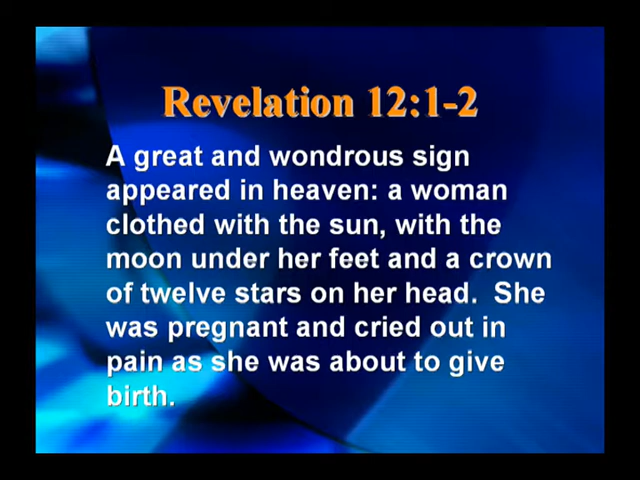 Revelation 12:1-2
A great and wondrous sign
appeared in heaven: a woman
clothed with the sun, with the
moon under her feet and a crown
of twelve stars on her head.  She
was pregnant and cried out in
pain as she was about to give
birth.